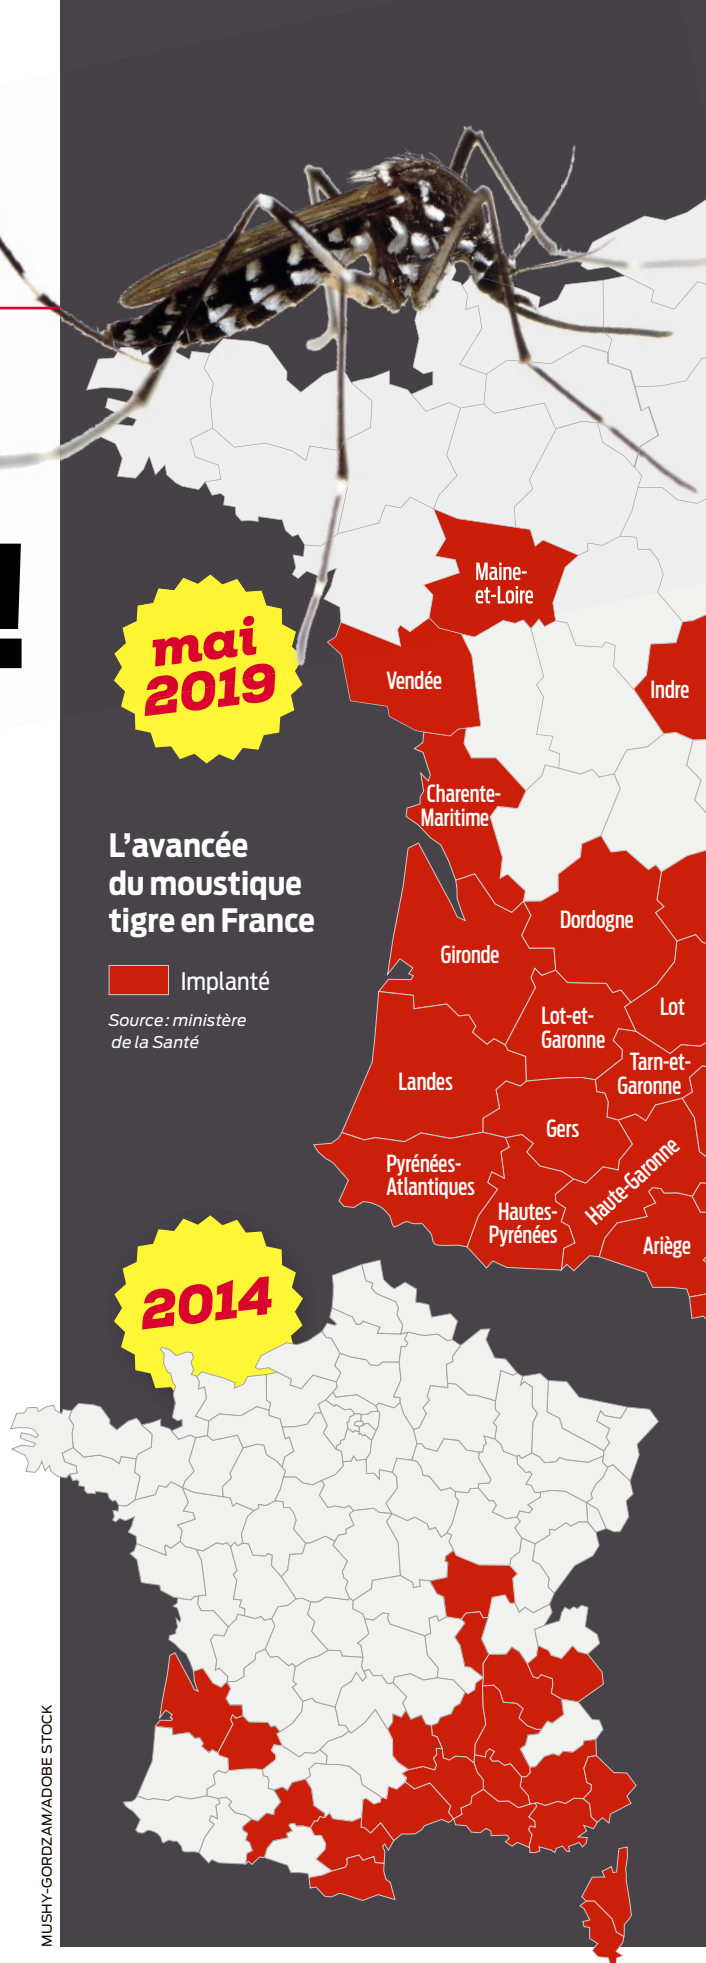 !
mai
2019
L’avancée
du moustique
tigre en France
Implanté
Source : ministère
de la Santé
Maine-
et-Loire
Vendée
Indre
Charente-
Maritime
Dordogne
Gironde
Lot-et-
Garonne
Lot
Tarn-et-
Garonne
Landes
Gers
Haute-Garonne
Pyrénées-
Atlantiques
Hautes-
Pyrénées
Ariège
2014
MUSHY-GORDZAM/ADOBE STOCK